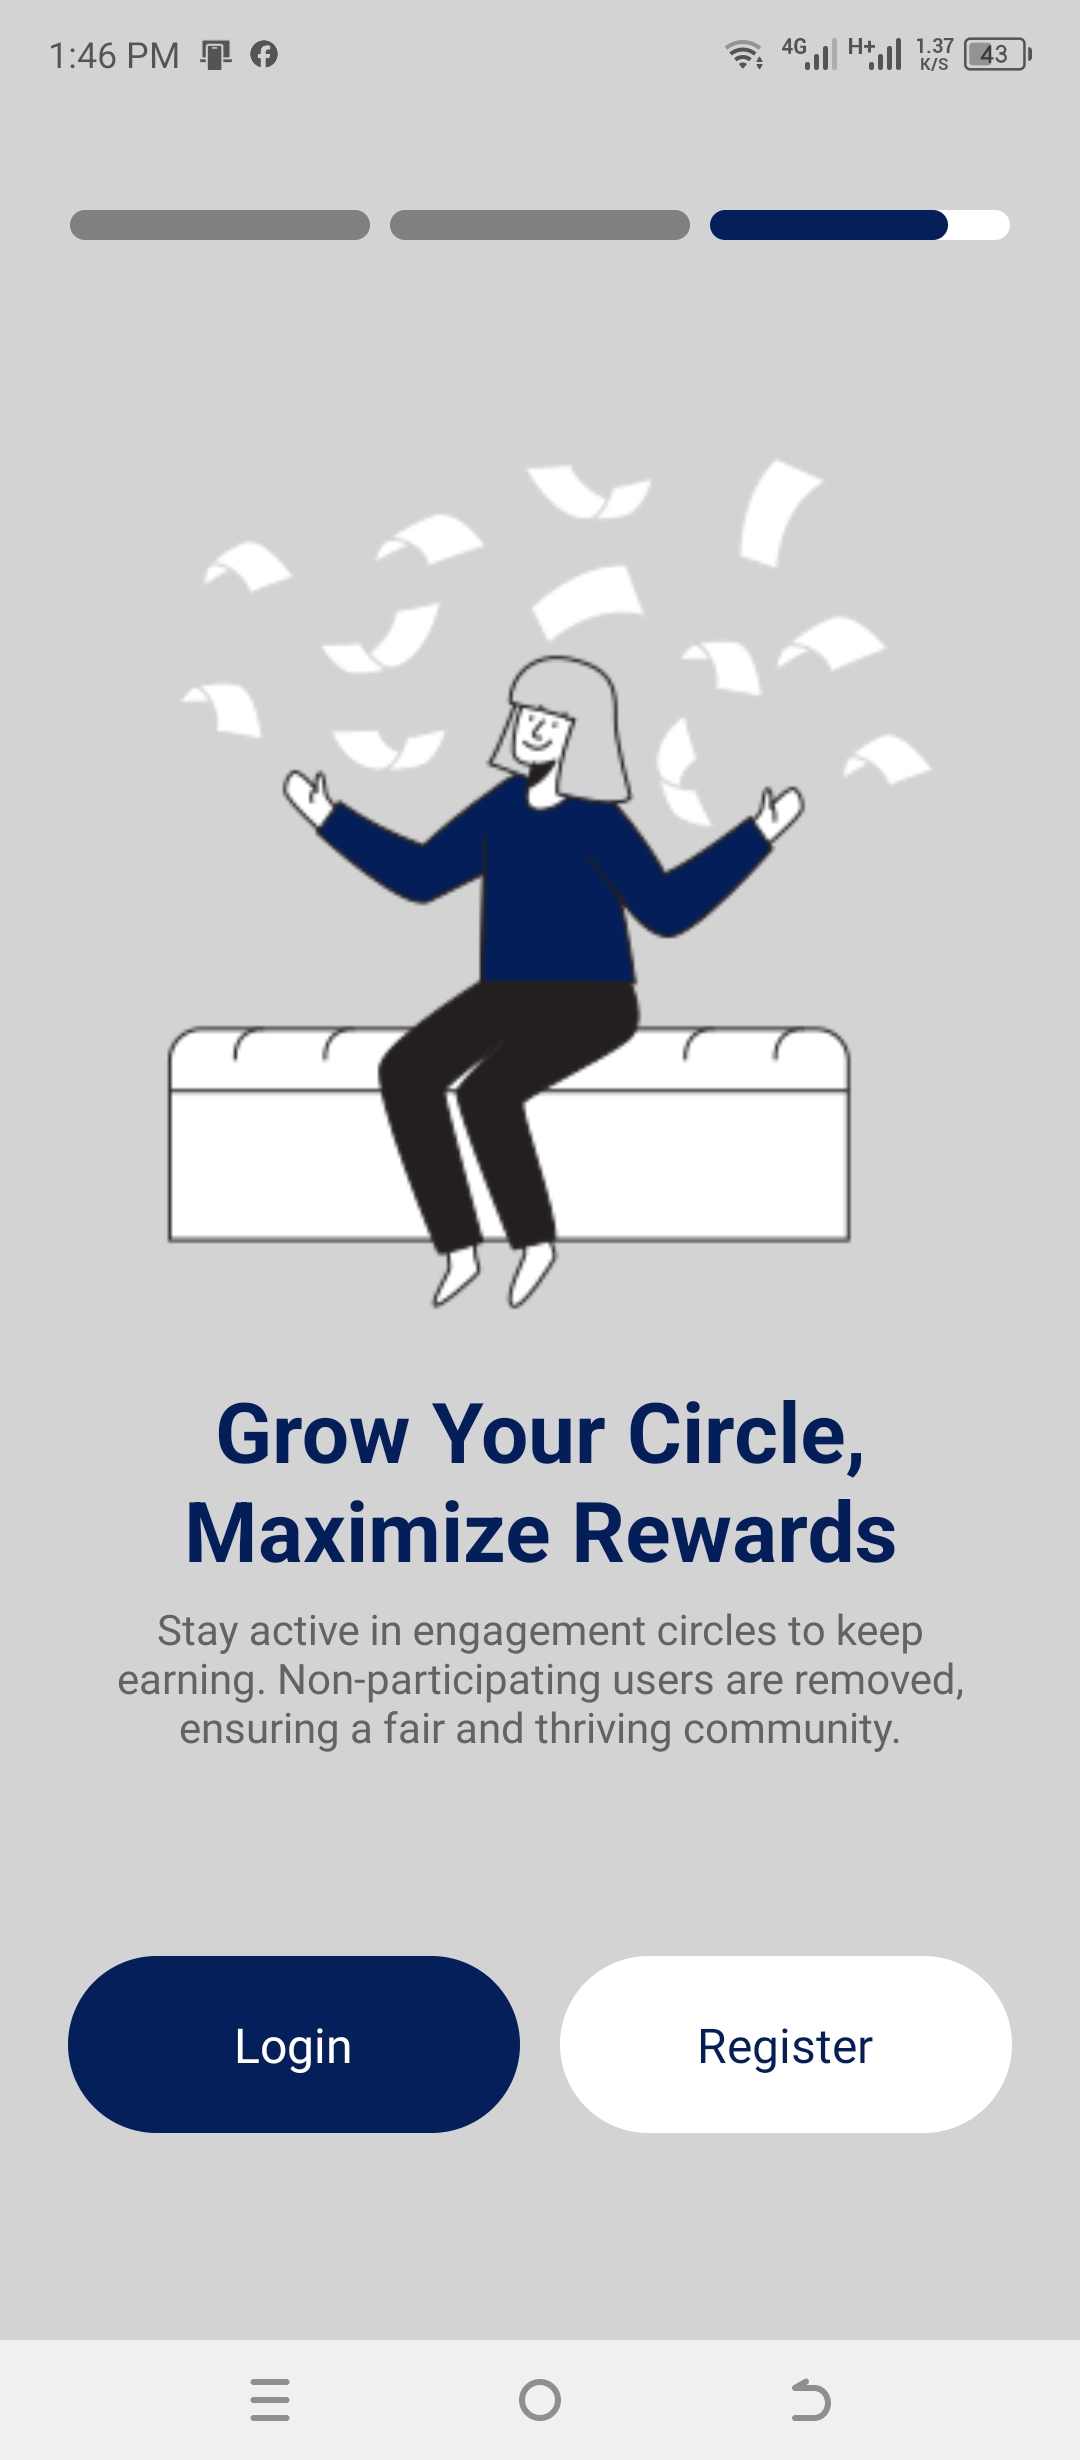 1:46 PM
4G
H+
1.37
K/S
43
Grow Your Circle,
Maximize Rewards
Stay active in engagement circles to keep
earning. Non-participating users are removed,
ensuring a fair and thriving community.
Login
Register